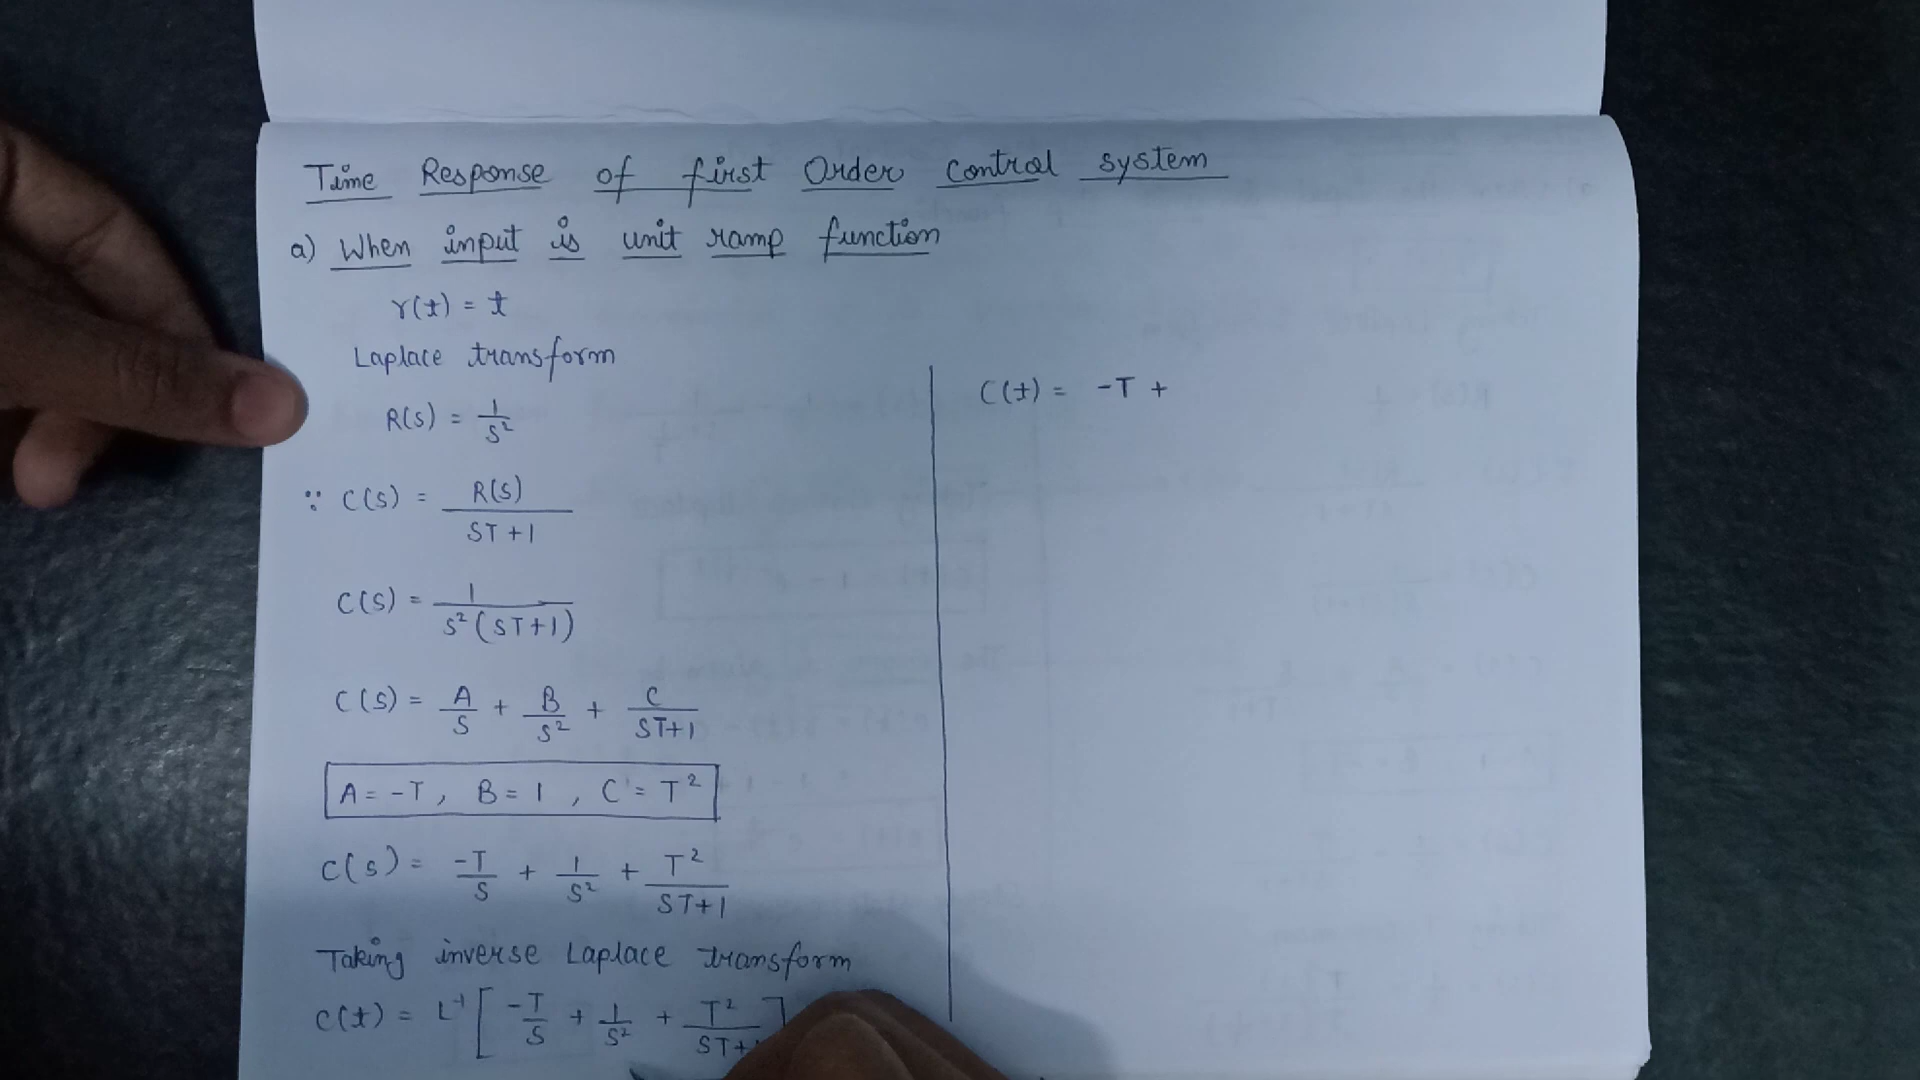 Time Response of first Order control system
a) When input is unit ramp function
r(t) = t
Laplace transform
R(s) = 1/s²
∵ C(s) = R(s)/ST+1
C(s) = 1/s²(ST+1)
C(s) = A/S + B/s² + C/ST+1
A = -T, B = 1, C = T²
C(s) = -T/S + 1/s² + T²/ST+1
Taking inverse Laplace transform
C(t) = L⁻¹[-T/S + 1/s² + T²/ST+]
C(t) = -T +